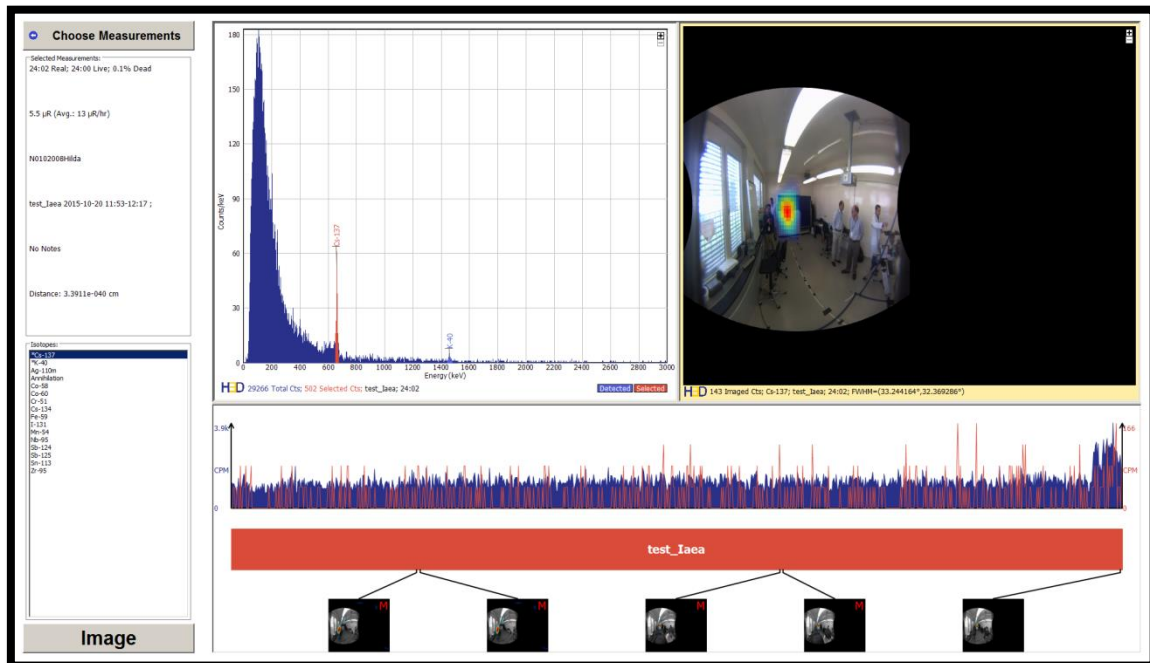 Choose Measurements
Selected Measurements:
24:02 Real; 24:00 Live; 0.1% Dead
5.5 µR (Avg.: 13 µR/hr)
N0102008Hilda
test_Iaea 2015-10-20 11:53-12:17 ;
No Notes
Distance: 3.3911e-040 cm
Isotopes:
*Cs-137
*K-40
Ag-110m
Annihilation
Co-58
Co-60
Cr-51
Cs-134
Fe-59
I-131
Mn-54
Nb-95
Sb-124
Sb-125
Sn-113
Zr-95
Image
Counts/keV
180
150
120
90
60
30
0
Cs-137
K-40
0 200 400 600 800 1000 1200 1400 1600 1800 2000 2200 2400 2600 2800 3000
Energy (keV)
H3D 29266 Total Cts; 502 Selected Cts; test_Iaea; 24:02 Detected Selected
H3D 143 Imaged Cts; Cs-137; test_Iaea; 24:02; FWHM=(33.244164°,32.369286°)
3.9k 166
CPM CPM
0 0
test_Iaea
M M M M